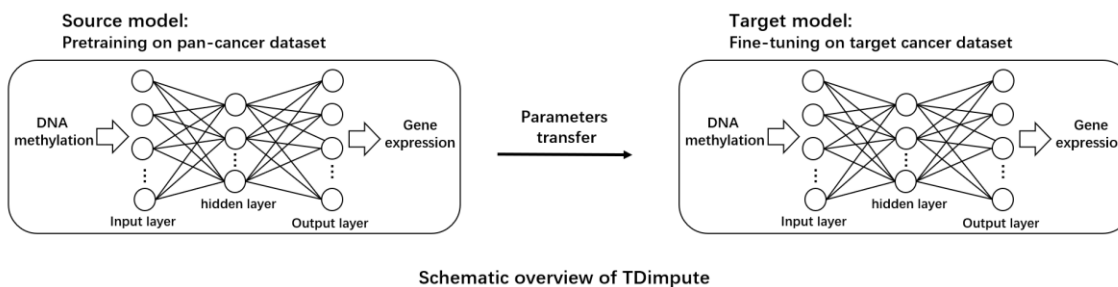 Source model:
Pretraining on pan-cancer dataset
DNA
methylation
Gene
expression
Input layer
hidden layer
Output layer
Parameters
transfer
Target model:
Fine-tuning on target cancer dataset
DNA
methylation
Gene
expression
Input layer
hidden layer
Output layer
Schematic overview of TDimpute